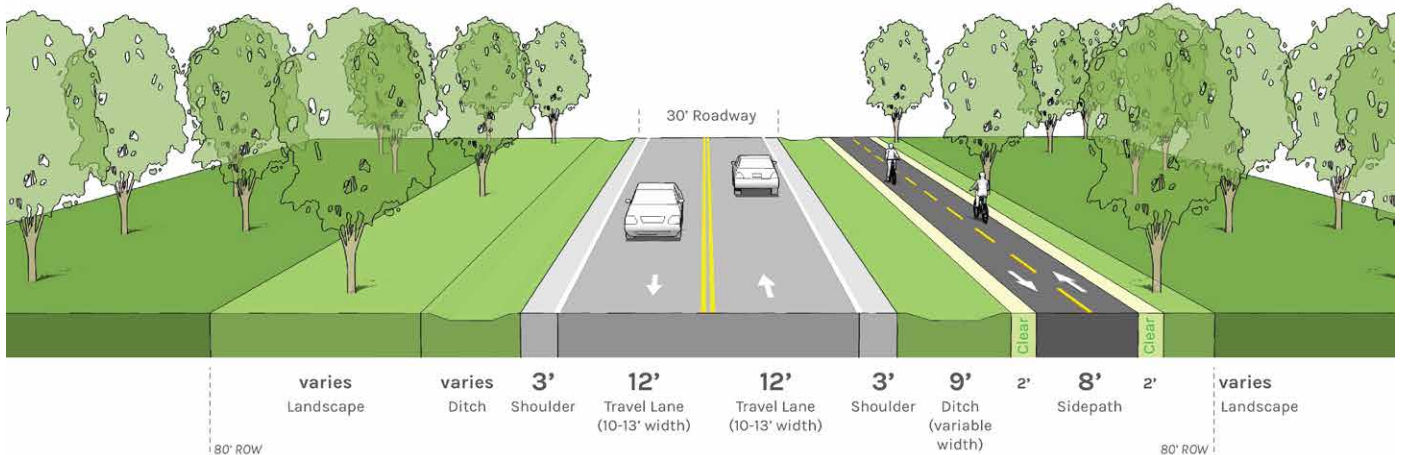 30’ Roadway
Clear
Clear
varies
Landscape
varies
Ditch
3’
Shoulder
12’
Travel Lane
(10-13’ width)
12’
Travel Lane
(10-13’ width)
3’
Shoulder
9’
Ditch
(variable
width)
2’
8’
Sidepath
2’
varies
Landscape
80’ ROW
80’ ROW